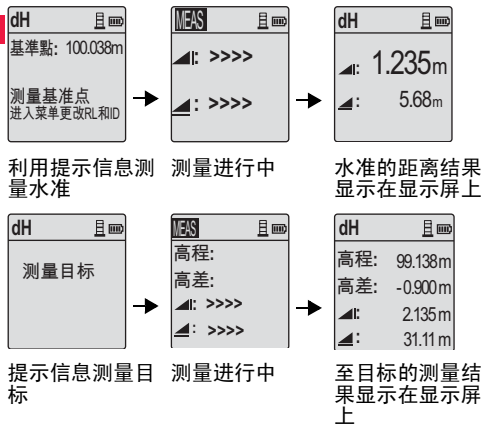 dH
基準點: 100.038m
测量基准点
进入菜单更改RL和ID
MEAS
: >>>>
: >>>>
dH
: 1.235m
: 5.68m
利用提示信息测
量水准
测量进行中
水准的距离结果
显示在显示屏上
dH
测量目标
MEAS
高程:
高差:
: >>>>
: >>>>
dH
高程: 99.138m
高差: -0.900m
: 2.135m
: 31.11m
提示信息测量目
标
测量进行中
至目标的测量结
果显示在显示屏
上